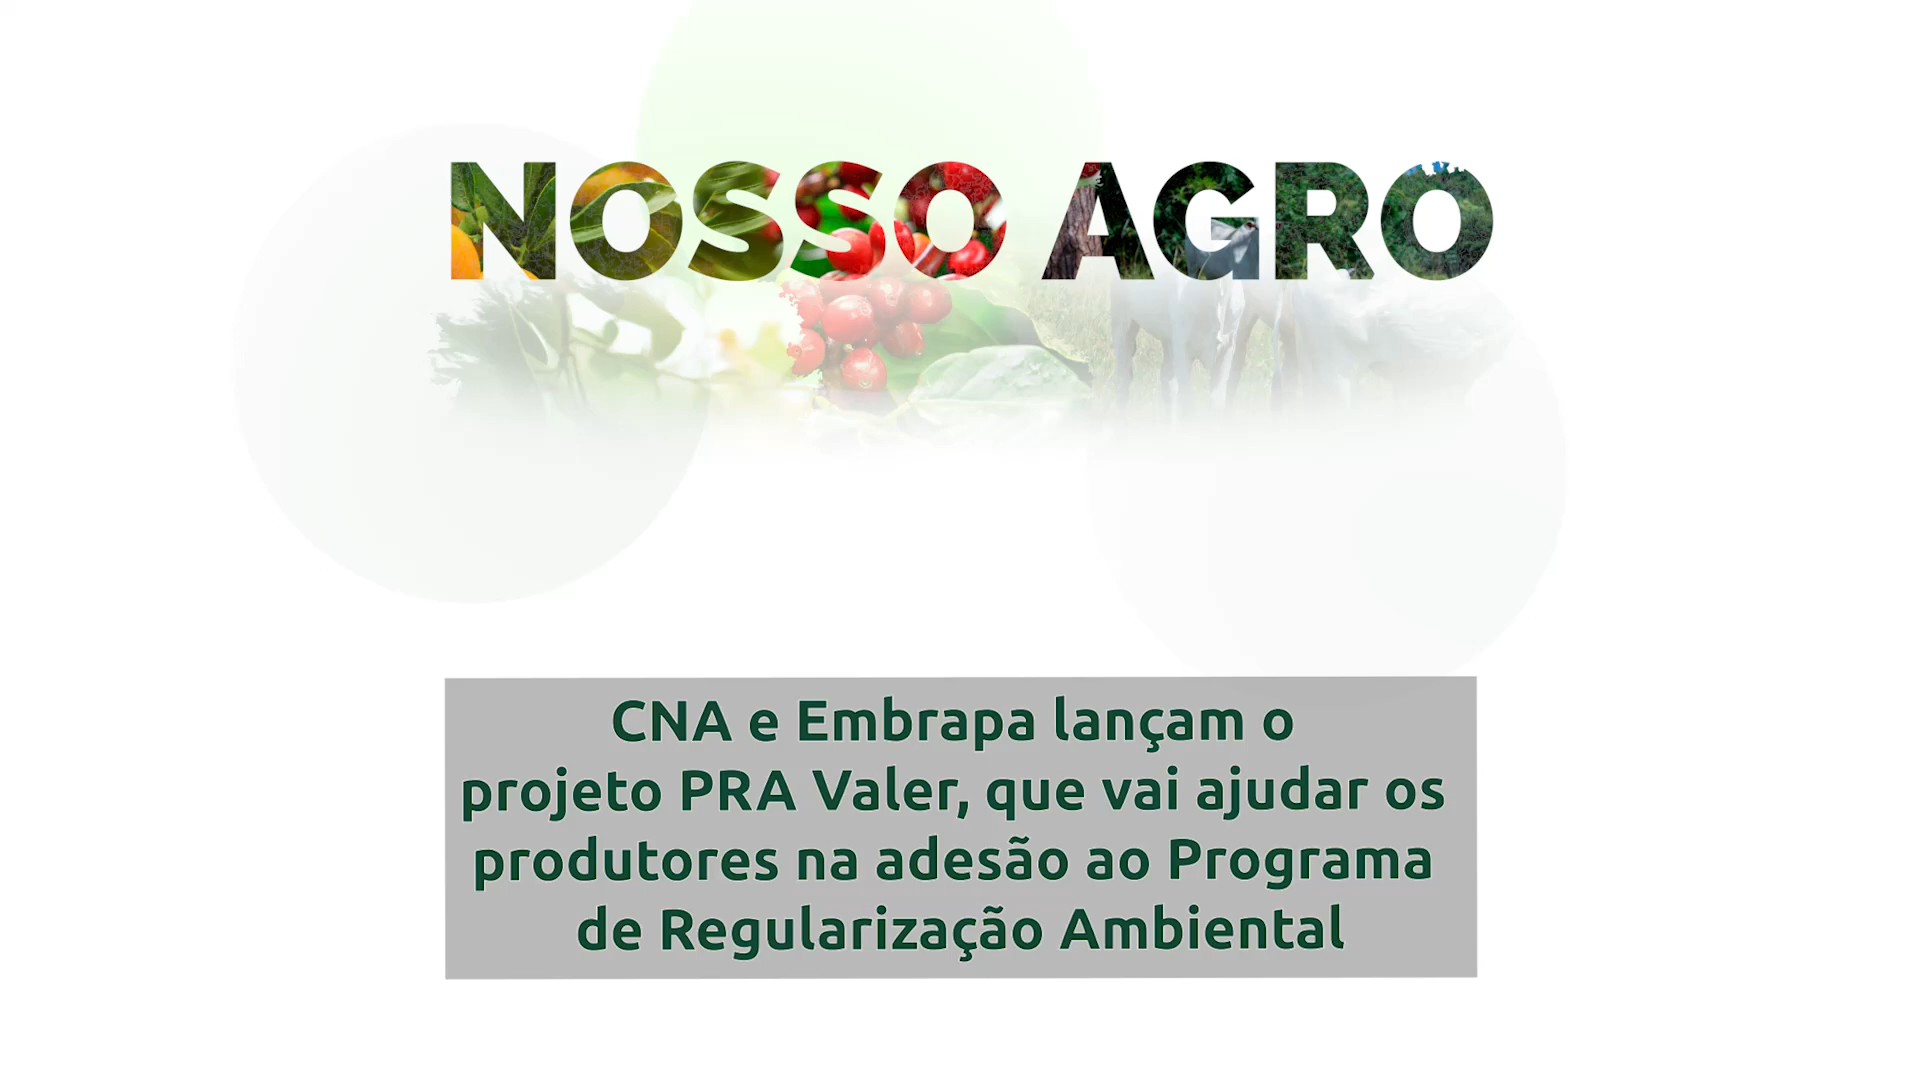 NOSSO AGRO
CNA e Embrapa lançam o
projeto PRA Valer, que vai ajudar os
produtores na adesão ao Programa
de Regularização Ambiental